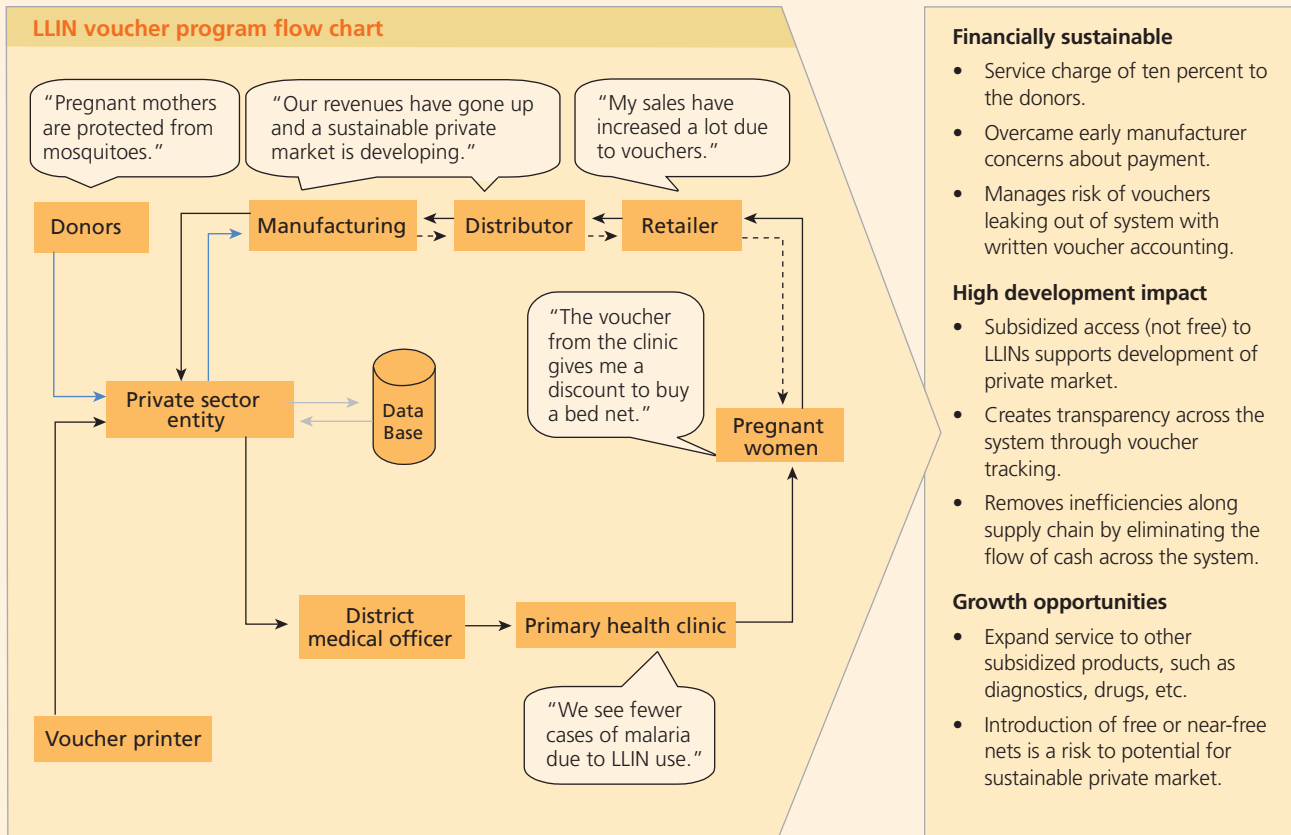 LLIN voucher program flow chart
“Pregnant mothers
are protected from
mosquitoes.”
“Our revenues have gone up
and a sustainable private
market is developing.”
“My sales have
increased a lot due
to vouchers.”
Donors
Manufacturing
Distributor
Retailer
“The voucher
from the clinic
gives me a
discount to buy
a bed net.”
Private sector
entity
Data
Base
Pregnant
women
District
medical officer
Primary health clinic
“We see fewer
cases of malaria
due to LLIN use.”
Voucher printer
Financially sustainable
• Service charge of ten percent to
the donors.
• Overcame early manufacturer
concerns about payment.
• Manages risk of vouchers
leaking out of system with
written voucher accounting.
High development impact
• Subsidized access (not free) to
LLINs supports development of
private market.
• Creates transparency across the
system through voucher
tracking.
• Removes inefficiencies along
supply chain by eliminating the
flow of cash across the system.
Growth opportunities
• Expand service to other
subsidized products, such as
diagnostics, drugs, etc.
• Introduction of free or near-free
nets is a risk to potential for
sustainable private market.